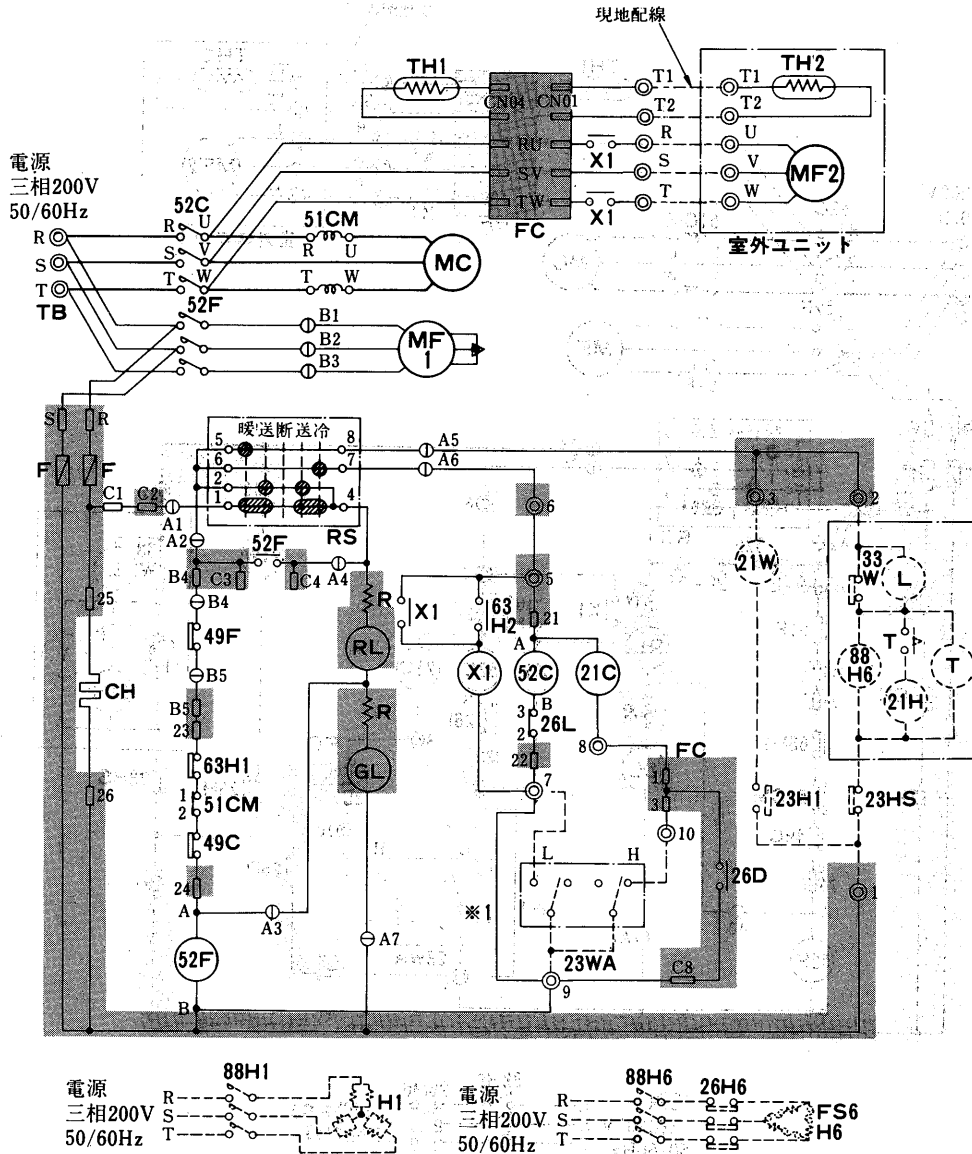 現地配線
TH1
TH2
T1 T1
CN04 CN01
T2 T2
RU R U
X1
SV S V
MF2
TW T W
X1
FC
室外ユニット
電源
三相200V
50/60Hz
52C
R R U
51CM
R U
S S V
MC
T T W
T W
TB
52F
B1
B2
B3
MF
1
S R
F F
暖送断送冷
5 8
6 7
2
1 4
RS
A5
A6
C1 C2
A1
A2
6
3 2
52F
B4 C3 C4 A4
B4
5
21
21W
33
W
L
R
X1
63
H2
25
49F
RL
A
T
88
H6
T
X1
52C
21C
21H
CH
B5
B
3
2
26L
R
B5
23
8
FC
GL
22
1
7
3
63H1
23H1
23HS
26
1
2
51CM
10
49C
L H
26D
24
※1
1
A
A3
A7
23WA
52F
C8
9
B
電源
三相200V
50/60Hz
88H1
R
S
T
H1
電源
三相200V
50/60Hz
88H6
26H6
R
S
T
FS6
H6